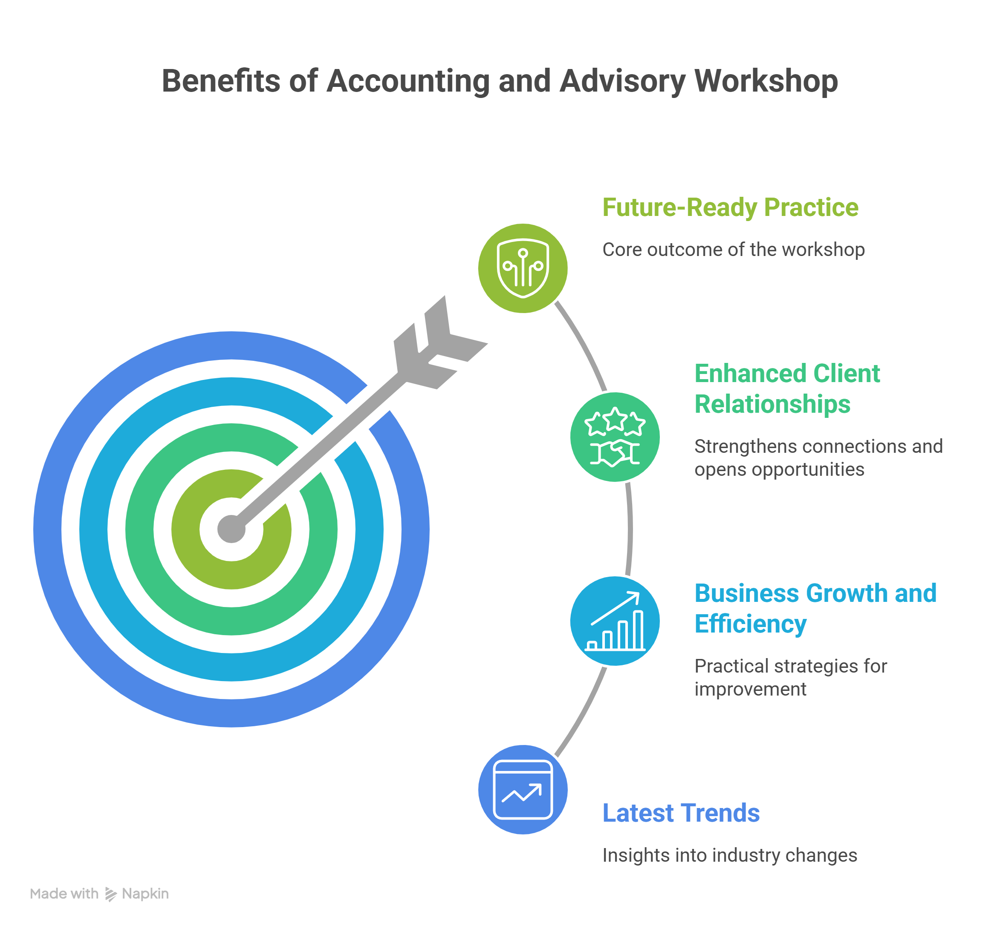 Benefits of Accounting and Advisory Workshop
Future-Ready Practice
Core outcome of the workshop
Enhanced Client
Relationships
Strengthens connections and
opens opportunities
Business Growth and
Efficiency
Practical strategies for
improvement
Latest Trends
Insights into industry changes
Made with Napkin